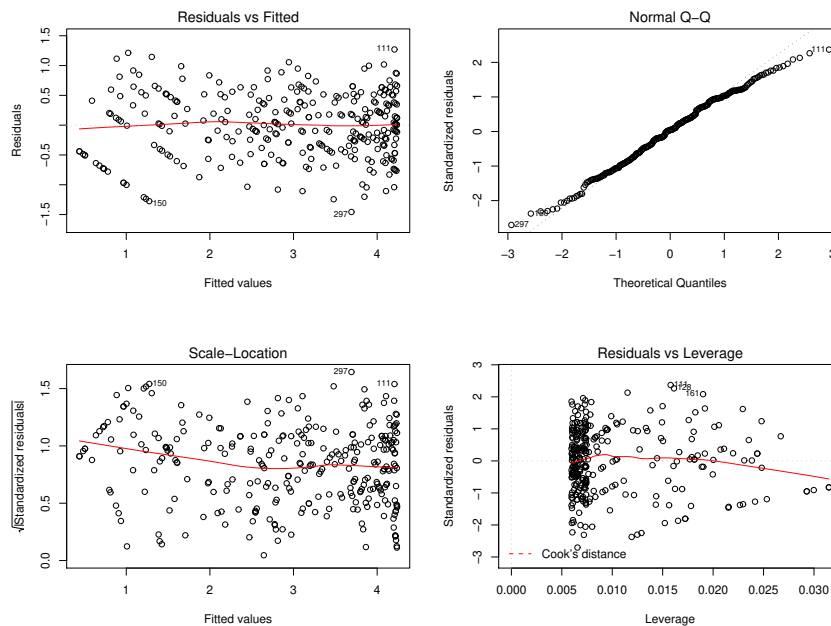 Residuals vs Fitted
Residuals
1.5
0.5
−0.5
−1.5
111
150
297
1 2 3 4
Fitted values
Normal Q−Q
Standardized residuals
2
1
0
−1
−2
111
297
−3 −2 −1 0 1 2 3
Theoretical Quantiles
Scale−Location
√|Standardized residuals|
1.5
1.0
0.5
0.0
150
297
111
1 2 3 4
Fitted values
Residuals vs Leverage
Standardized residuals
3
2
1
0
−1
−2
−3
128
161
Cook's distance
0.000 0.005 0.010 0.015 0.020 0.025 0.030
Leverage